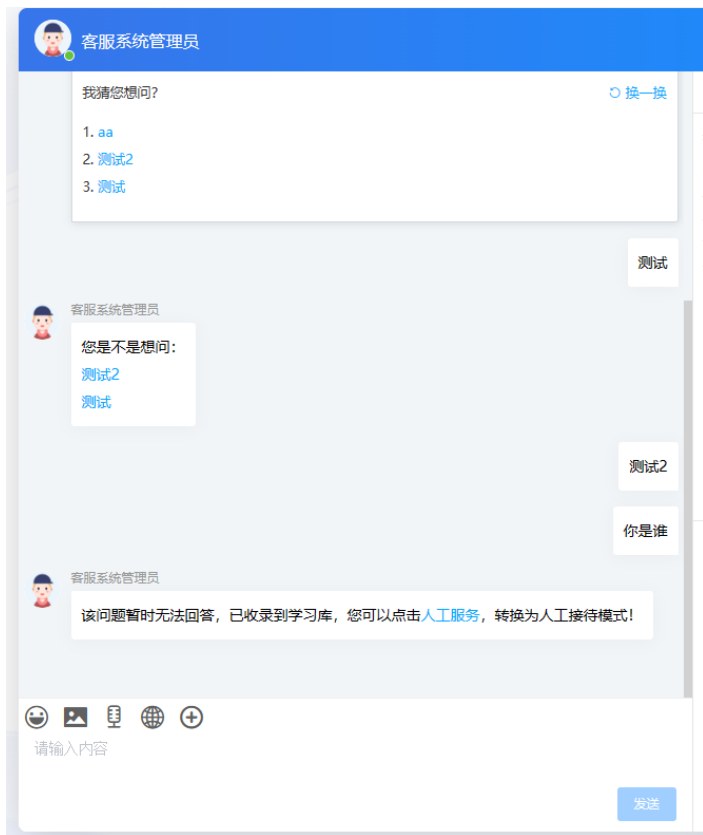 客服系统管理员
我猜您想问?
换一换
1. aa
2. 测试2
3. 测试
测试
客服系统管理员
您是不是想问：
测试2
测试
测试2
你是谁
客服系统管理员
该问题暂时无法回答，已收录到学习库，您可以点击人工服务，转换为人工接待模式！
请输入内容
发送